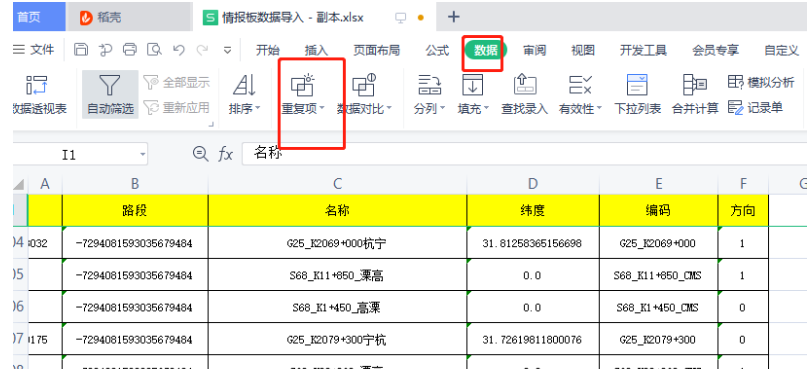 首页 稻壳 情报板数据导入 - 副本.xlsx +
三 文件 开始 插入 页面布局 公式 数据 审阅 视图 开发工具 会员专享 自定义
全部显示 模拟分析
重新应用 记录单
数据透视表 自动筛选 排序 重复项 数据对比 分列 填充 查找录入 有效性 下拉列表 合并计算
I1 fx 名称
A B C D E F
路段 名称 纬度 编码 方向
04 032 -7294081593035679484 G25_K2069+000杭宁 31.81258365156698 G25_K2069+000 1
05 -7294081593035679484 S68_K11+850_溧高 0.0 S68_K11+850_CMS 1
06 -7294081593035679484 S68_K1+450_高溧 0.0 S68_K1+450_CMS 0
07 175 -7294081593035679484 G25_K2079+300宁杭 31.72619811800076 G25_K2079+300 0